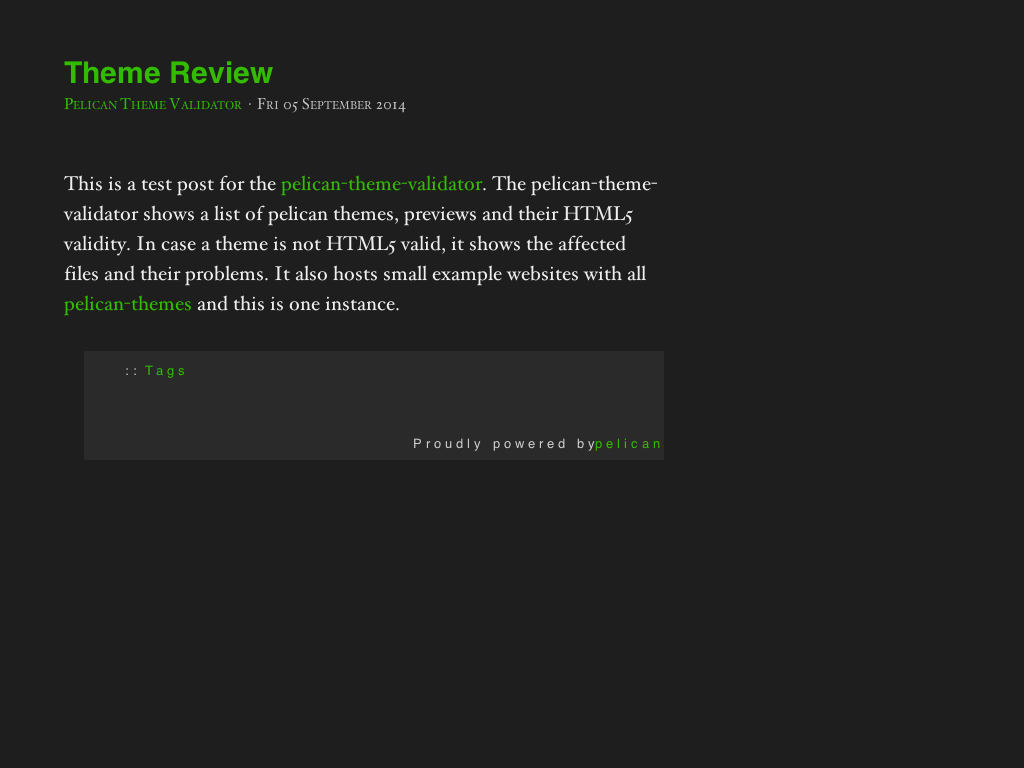 Theme Review
Pelican Theme Validator · Fri 05 September 2014
This is a test post for the pelican-theme-validator. The pelican-theme-
validator shows a list of pelican themes, previews and their HTML5
validity. In case a theme is not HTML5 valid, it shows the affected
files and their problems. It also hosts small example websites with all
pelican-themes and this is one instance.
:: Tags
Proudly powered by pelican